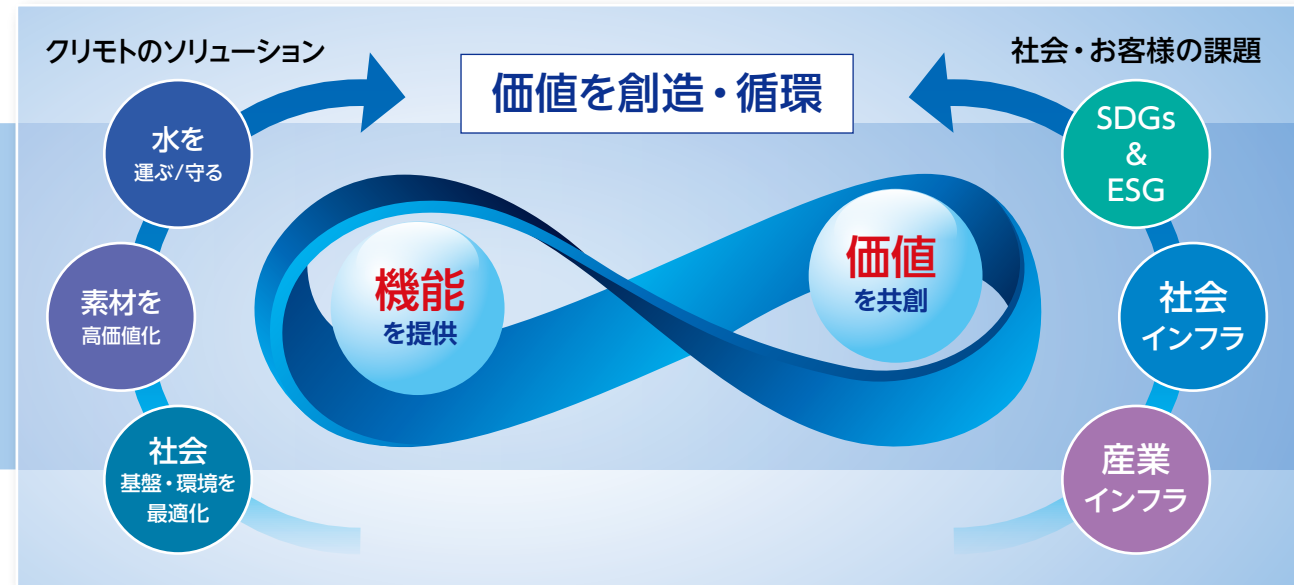 クリモトのソリューション
水を
運ぶ/守る
素材を
高価値化
社会
基盤・環境を
最適化
価値を創造・循環
機能
を提供
価値
を共創
社会・お客様の課題
SDGs
&
ESG
社会
インフラ
産業
インフラ